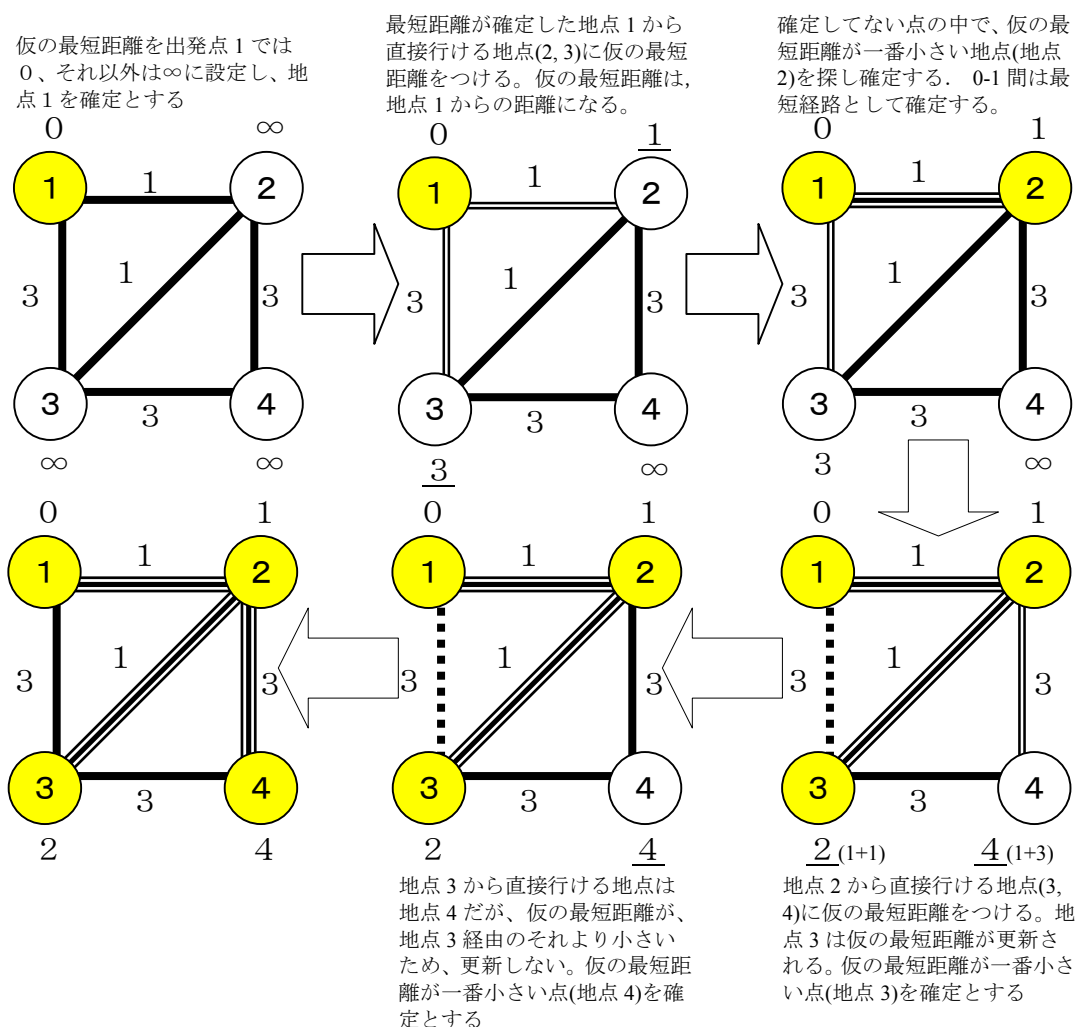 仮の最短距離を出発点 1 では
０、それ以外は∞に設定し、地
点 1 を確定とする
最短距離が確定した地点 1 から
直接行ける地点(2, 3)に仮の最短
距離をつける。仮の最短距離は,
地点 1 からの距離になる。
確定してない点の中で、仮の最
短距離が一番小さい地点(地点
2)を探し確定する． 0-1 間は最
短経路として確定する。
0 ∞
1 1 2
3 1 3
3 3 4
∞ ∞
0 1
1 1 2
3 1 3
3 3 4
3 ∞
0 1
1 1 2
3 1 3
3 3 4
3 ∞
0 1
1 1 2
3 1 3
3 3 4
2 (1+1) 4 (1+3)
地点 2 から直接行ける地点(3,
4)に仮の最短距離をつける。地
点 3 は仮の最短距離が更新さ
れる。仮の最短距離が一番小さ
い点(地点 3)を確定とする
0 1
1 1 2
3 1 3
3 3 4
2 4
地点 3 から直接行ける地点は
地点 4 だが、仮の最短距離が、
地点 3 経由のそれより小さい
ため、更新しない。仮の最短距
離が一番小さい点(地点 4)を確
定とする
0 1
1 1 2
3 1 3
3 3 4
2 4